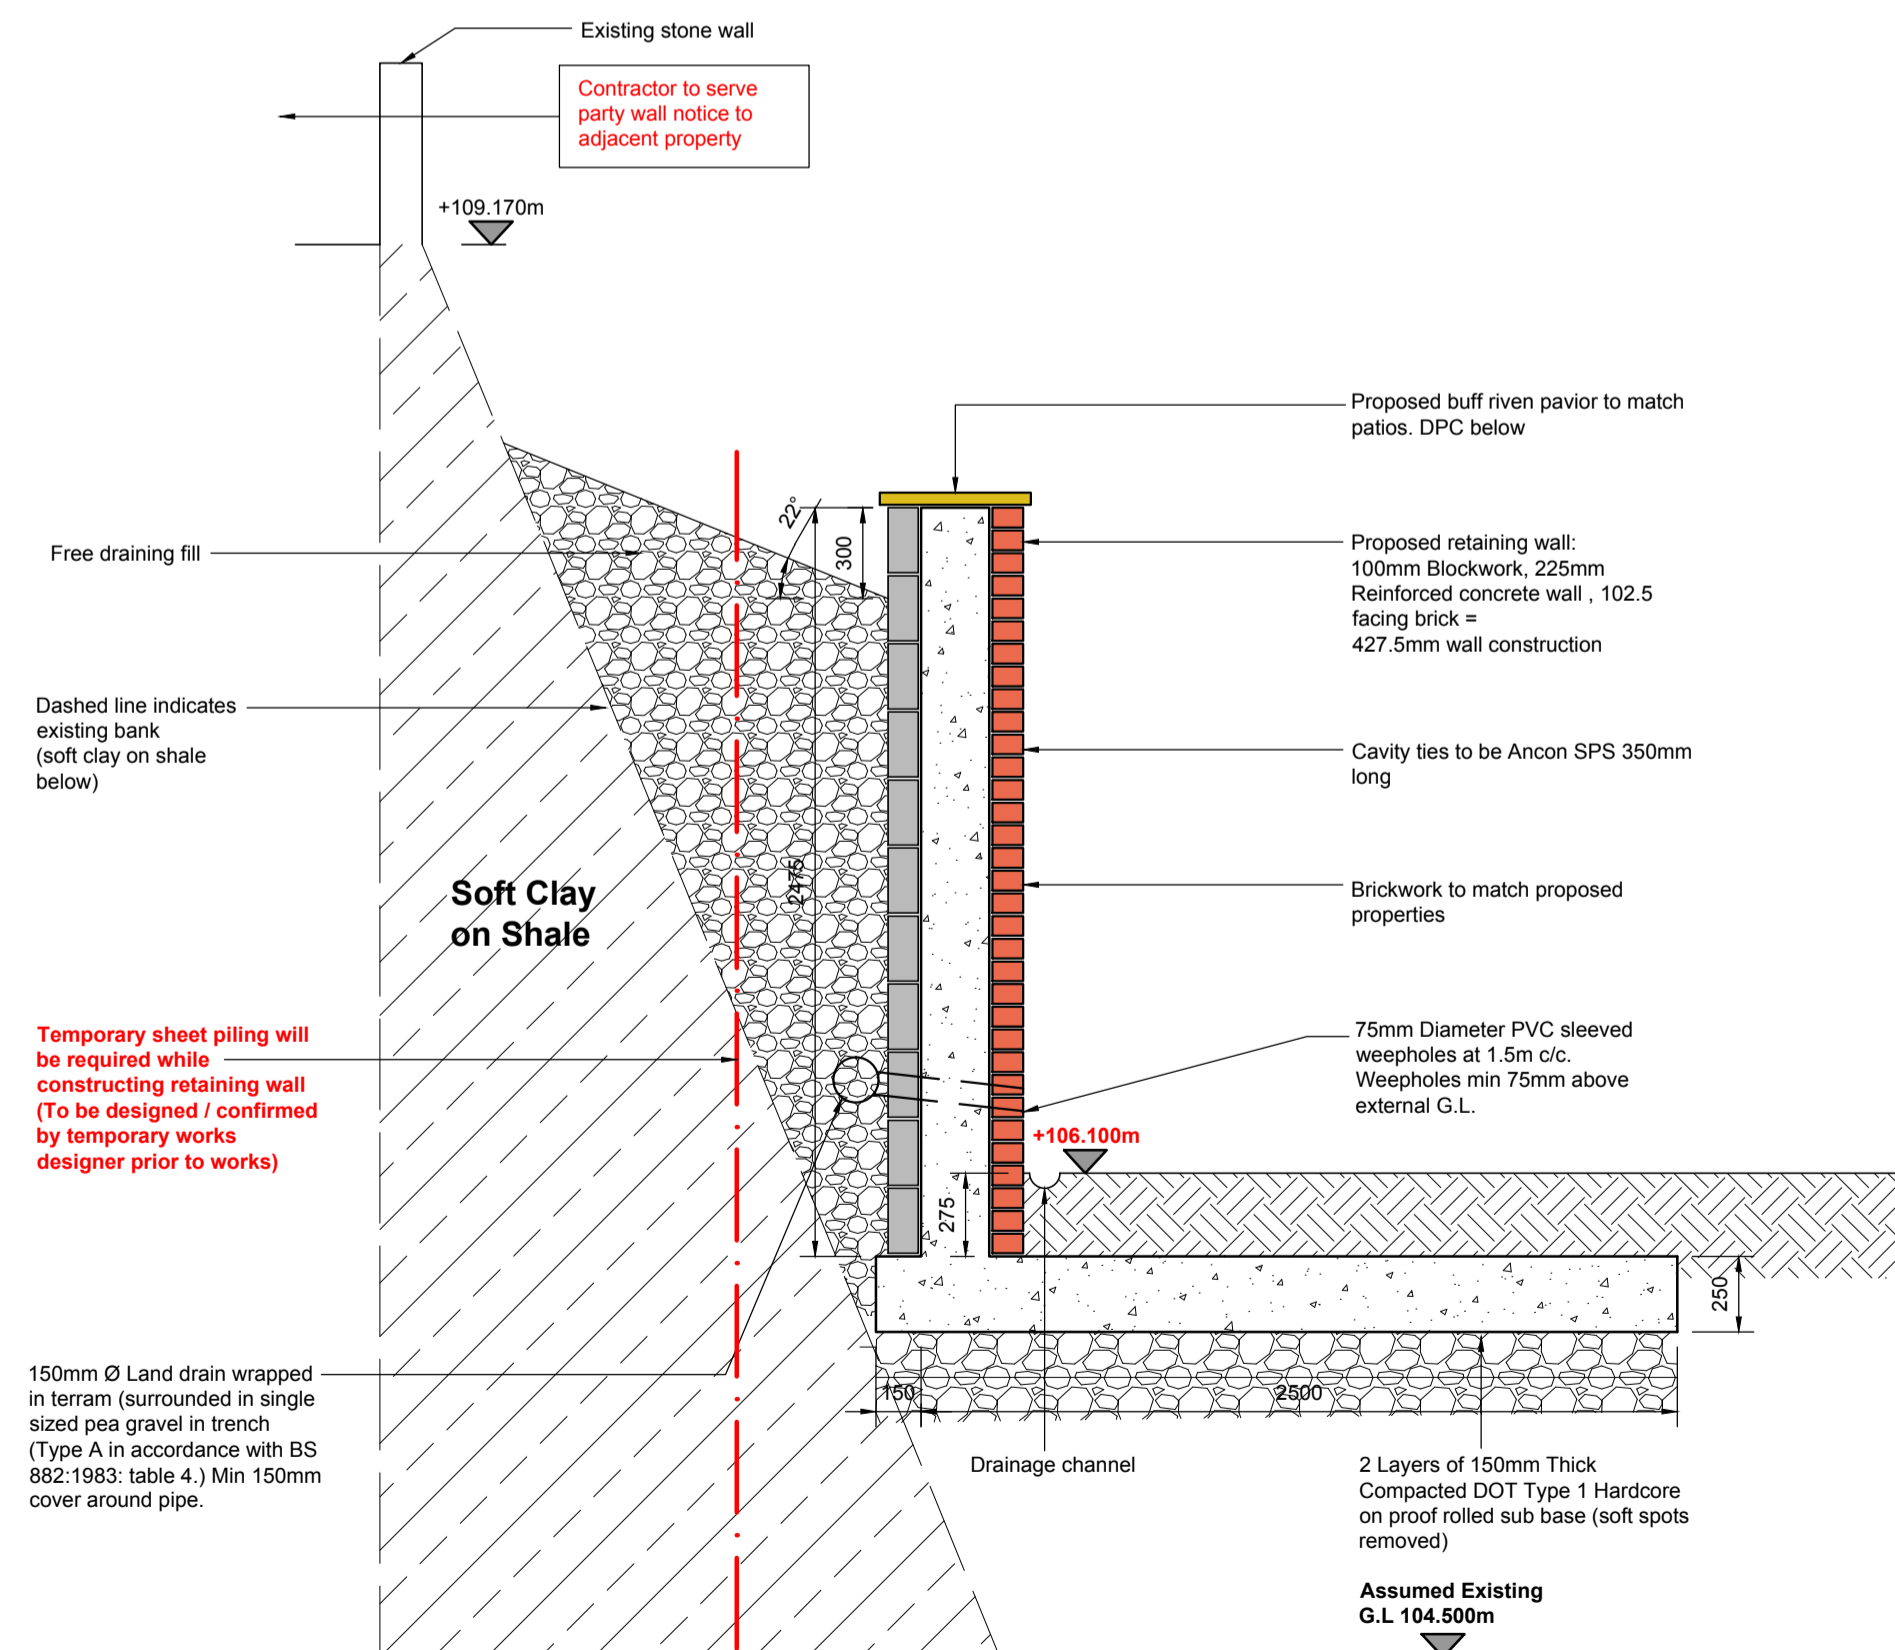 Existing stone wall
Contractor to serve
party wall notice to
adjacent property
+109.170m
Proposed buff riven pavior to match
patios. DPC below
22°
300
Free draining fill
Proposed retaining wall:
100mm Blockwork, 225mm
Reinforced concrete wall , 102.5
facing brick =
427.5mm wall construction
Dashed line indicates
existing bank
(soft clay on shale
below)
Cavity ties to be Ancon SPS 350mm
long
2475
Soft Clay
on Shale
Brickwork to match proposed
properties
Temporary sheet piling will
be required while
constructing retaining wall
(To be designed / confirmed
by temporary works
designer prior to works)
75mm Diameter PVC sleeved
weepholes at 1.5m c/c.
Weepholes min 75mm above
external G.L.
+106.100m
275
250
150
2500
150mm Ø Land drain wrapped
in terram (surrounded in single
sized pea gravel in trench
(Type A in accordance with BS
882:1983: table 4.) Min 150mm
cover around pipe.
Drainage channel
2 Layers of 150mm Thick
Compacted DOT Type 1 Hardcore
on proof rolled sub base (soft spots
removed)
Assumed Existing
G.L 104.500m